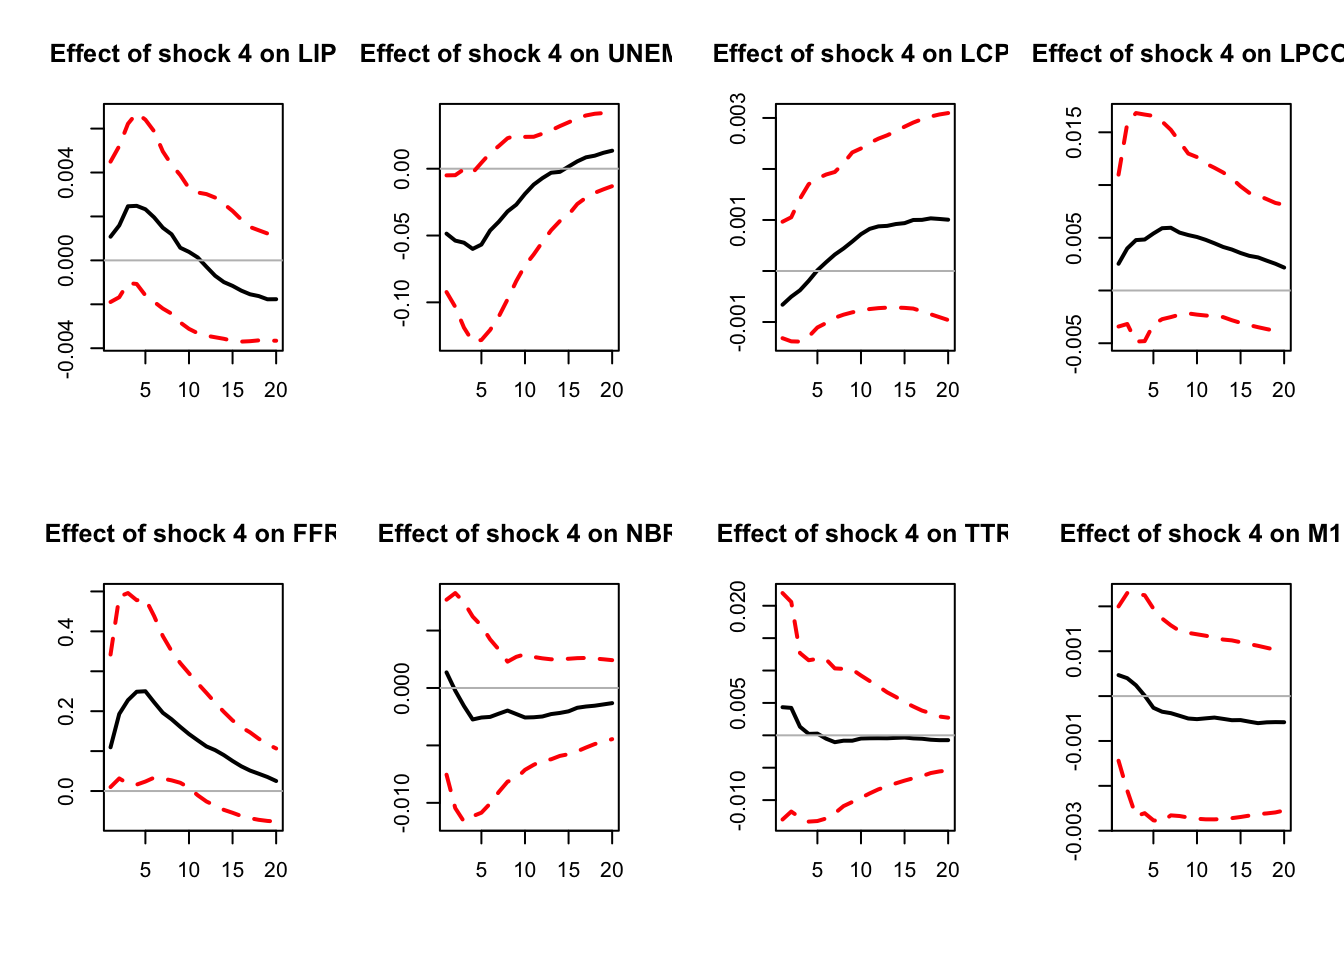 Effect of shock 4 on LIP
Effect of shock 4 on UNEM
Effect of shock 4 on LCP
Effect of shock 4 on LPCO
0.004
0.000
-0.004
5 10 15 20
0.00
-0.05
-0.10
5 10 15 20
0.003
0.001
-0.001
5 10 15 20
0.015
0.005
-0.005
5 10 15 20
Effect of shock 4 on FFR
Effect of shock 4 on NBR
Effect of shock 4 on TTR
Effect of shock 4 on M1
0.4
0.2
0.0
5 10 15 20
0.000
-0.010
5 10 15 20
0.020
0.005
-0.010
5 10 15 20
0.001
-0.001
-0.003
5 10 15 20